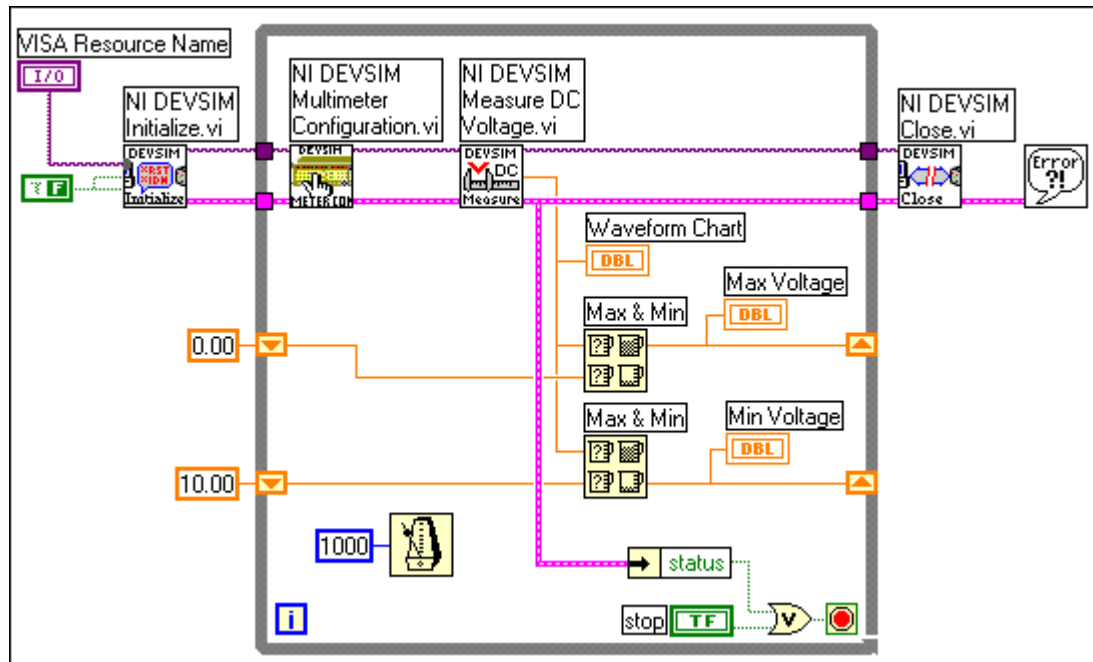 VISA Resource Name
I/O
NI DEVSIM
Initialize.vi
DEVSIM
*RST
*IDN
Initialize
F
NI DEVSIM
Multimeter
Configuration.vi
DEVSIM
METER CON
NI DEVSIM
Measure DC
Voltage.vi
DEVSIM
DC
Measure
NI DEVSIM
Close.vi
DEVSIM
Close
Error
?!
Waveform Chart
DBL
Max Voltage
DBL
Max & Min
0.00
Max & Min
Min Voltage
DBL
10.00
1000
status
i
stop
TF
V